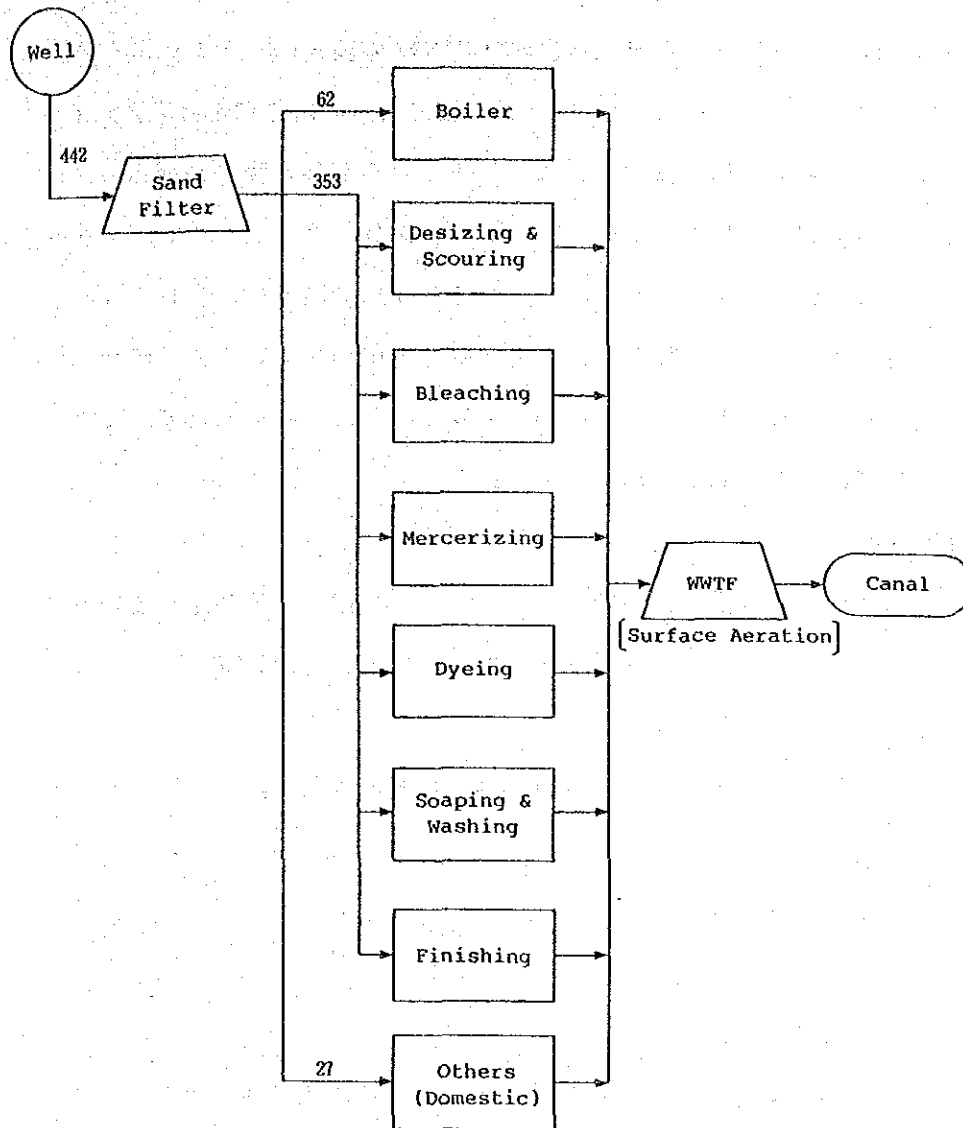 Well
442
Sand
Filter
62
353
27
Boiler
Desizing &
Scouring
Bleaching
Mercerizing
Dyeing
Soaping &
Washing
Finishing
Others
(Domestic)
WWTF
[Surface Aeration]
Canal